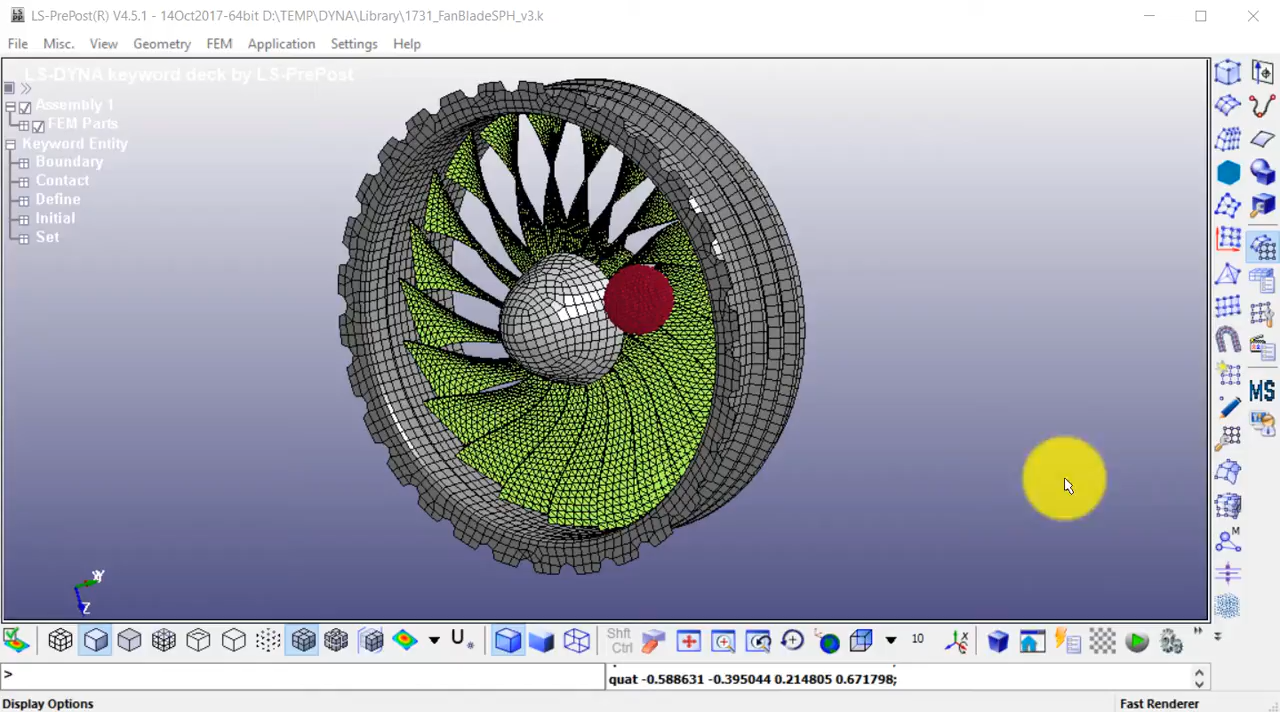 LS-PrePost(R) V4.5.1 - 14Oct2017-64bit D:\TEMP\DYNA\Library\1731_FanBladeSPH_v3.k
File Misc. View Geometry FEM Application Settings Help
LS-DYNA keyword deck by LS-PrePost
Assembly 1
FEM Parts
Keyword Entity
Boundary
Contact
Define
Initial
Set
MS
M
Y
Z
U
Shft
Ctrl
10
>
quat -0.588631 -0.395044 0.214805 0.671798;
Display Options
Fast Renderer